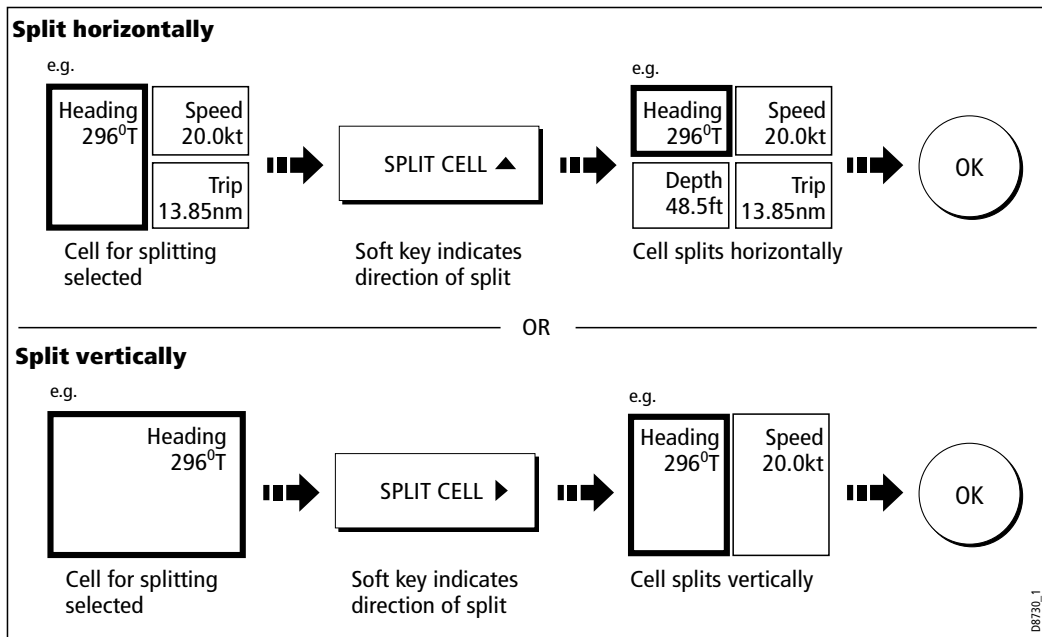 Split horizontally
e.g.
Heading
296⁰T
Speed
20.0kt
Trip
13.85nm
Cell for splitting
selected
SPLIT CELL ▲
Soft key indicates
direction of split
e.g.
Heading
296⁰T
Speed
20.0kt
Depth
48.5ft
Trip
13.85nm
Cell splits horizontally
OK
OR
Split vertically
e.g.
Heading
296⁰T
Cell for splitting
selected
SPLIT CELL ▶
Soft key indicates
direction of split
e.g.
Heading
296⁰T
Speed
20.0kt
Cell splits vertically
OK
D8730_1